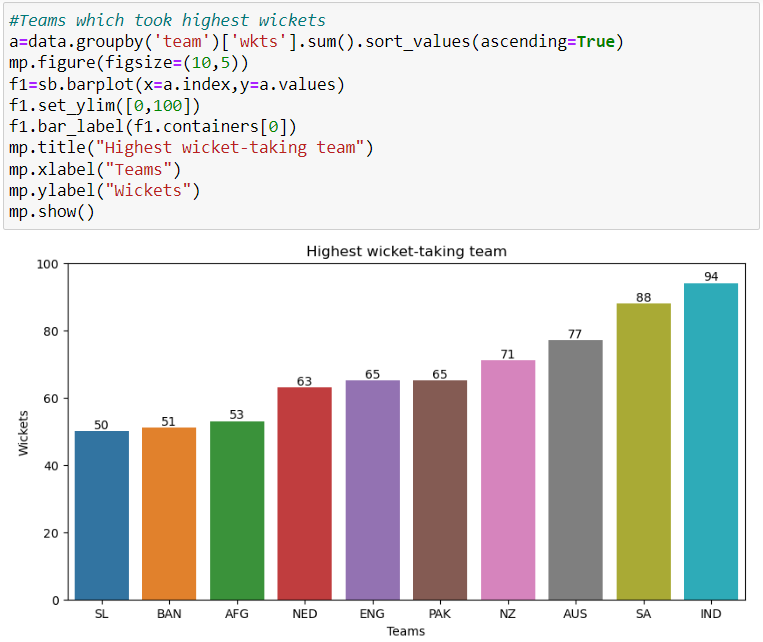 #Teams which took highest wickets
a=data.groupby('team')['wkts'].sum().sort_values(ascending=True)
mp.figure(figsize=(10,5))
f1=sb.barplot(x=a.index,y=a.values)
f1.set_ylim([0,100])
f1.bar_label(f1.containers[0])
mp.title("Highest wicket-taking team")
mp.xlabel("Teams")
mp.ylabel("Wickets")
mp.show()
Highest wicket-taking team
100
80
60
40
20
0
Wickets
50 51 53 63 65 65 71 77 88 94
SL BAN AFG NED ENG PAK NZ AUS SA IND
Teams